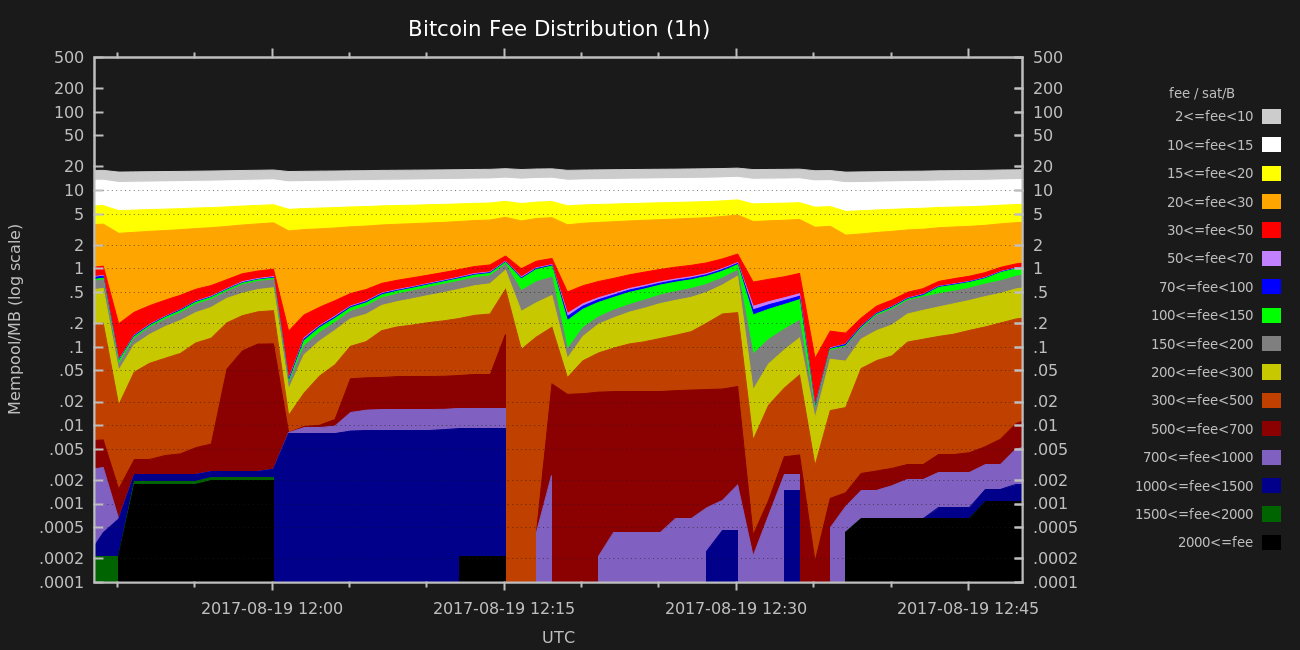 Bitcoin Fee Distribution (1h)
Mempool/MB (log scale)
500
200
100
50
20
10
5
2
1
.5
.2
.1
.05
.02
.01
.005
.002
.001
.0005
.0002
.0001
500
200
100
50
20
10
5
2
1
.5
.2
.1
.05
.02
.01
.005
.002
.001
.0005
.0002
.0001
2017-08-19 12:00
2017-08-19 12:15
2017-08-19 12:30
2017-08-19 12:45
UTC
fee / sat/B
2<=fee<10
10<=fee<15
15<=fee<20
20<=fee<30
30<=fee<50
50<=fee<70
70<=fee<100
100<=fee<150
150<=fee<200
200<=fee<300
300<=fee<500
500<=fee<700
700<=fee<1000
1000<=fee<1500
1500<=fee<2000
2000<=fee